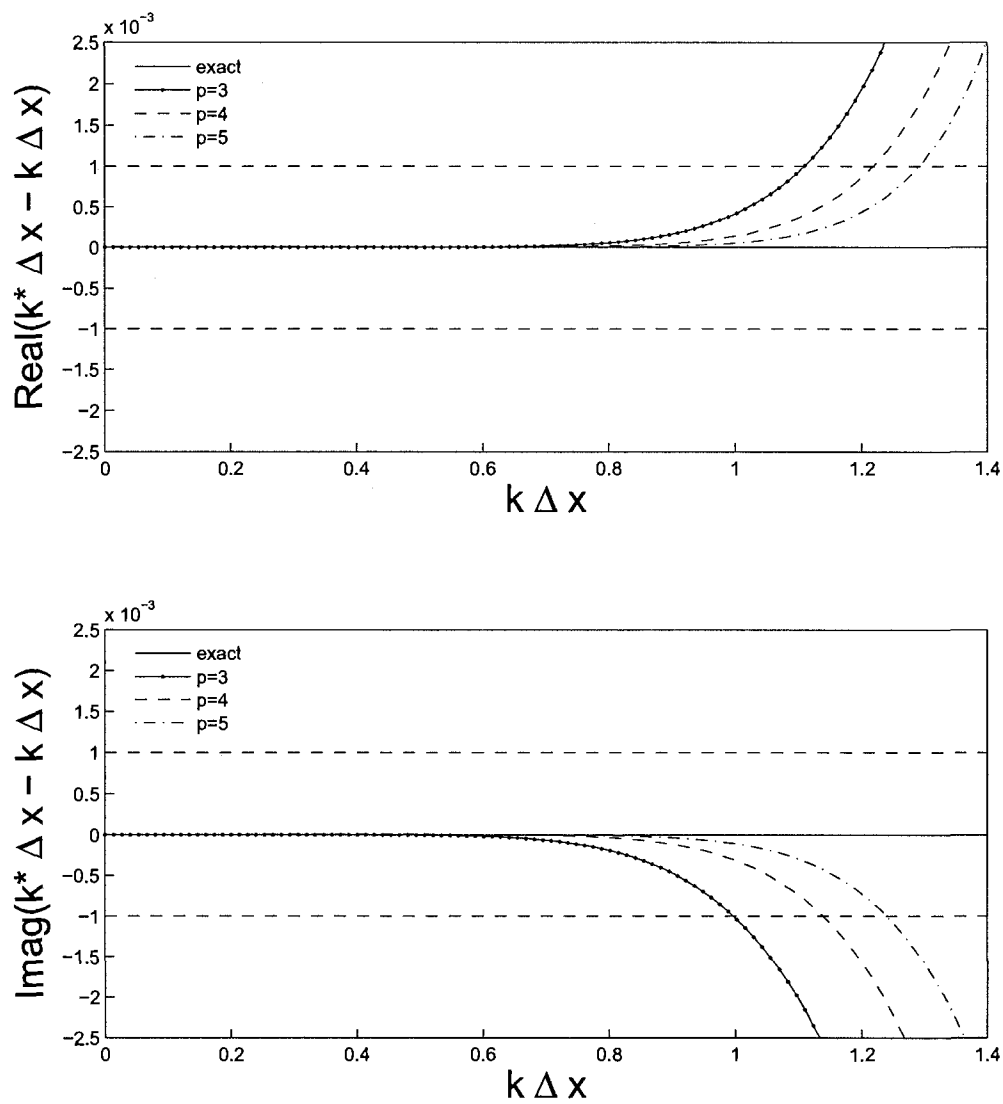 x 10⁻³
2.5
2
1.5
1
0.5
0
−0.5
−1
−1.5
−2
−2.5
Real(k* Δ x − k Δ x)
exact
p=3
p=4
p=5
0 0.2 0.4 0.6 0.8 1 1.2 1.4
k Δ x
x 10⁻³
2.5
2
1.5
1
0.5
0
−0.5
−1
−1.5
−2
−2.5
Imag(k* Δ x − k Δ x)
exact
p=3
p=4
p=5
0 0.2 0.4 0.6 0.8 1 1.2 1.4
k Δ x